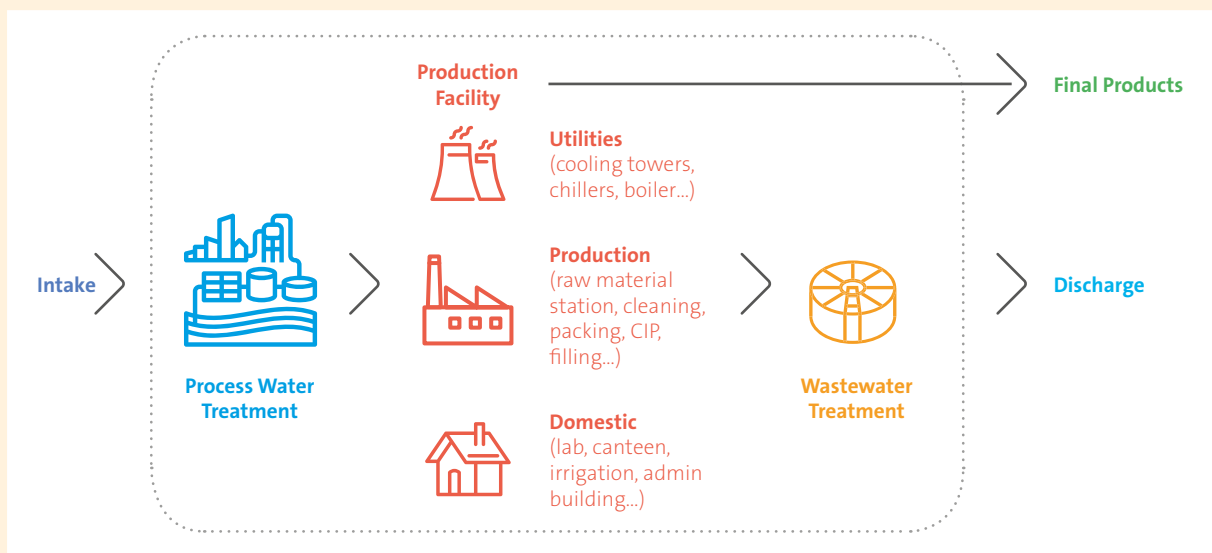 Intake
Process Water
Treatment
Production
Facility
Utilities
(cooling towers,
chillers, boiler...)
Production
(raw material
station, cleaning,
packing, CIP,
filling...)
Domestic
(lab, canteen,
irrigation, admin
building...)
Wastewater
Treatment
Final Products
Discharge